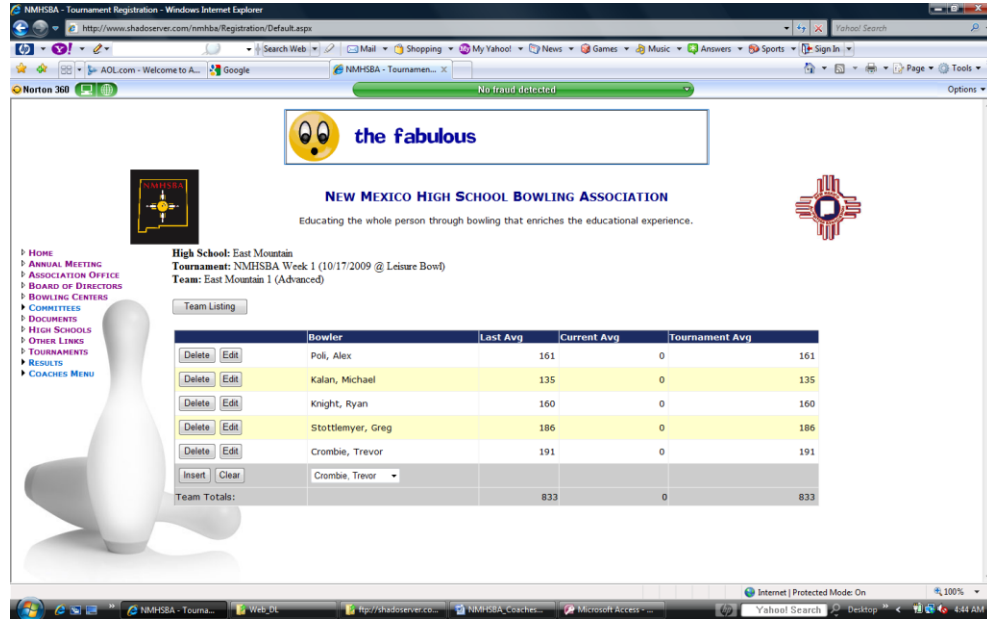 NMHSBA - Tournament Registration - Windows Internet Explorer
http://www.shadoserver.com/nmhba/Registration/Default.aspx
Yahoo! Search
Search Web Mail Shopping My Yahoo! News Games Music Answers Sports Sign In
AOL.com - Welcome to A... Google NMHSBA - Tournamen... X Page Tools
Norton 360 No fraud detected Options
the fabulous
NMHSBA
NEW MEXICO HIGH SCHOOL BOWLING ASSOCIATION
Educating the whole person through bowling that enriches the educational experience.
HOME
ANNUAL MEETING
ASSOCIATION OFFICE
BOARD OF DIRECTORS
BOWLING CENTERS
COMMITTEES
DOCUMENTS
HIGH SCHOOLS
OTHER LINKS
TOURNAMENTS
RESULTS
COACHES MENU
High School: East Mountain
Tournament: NMHSBA Week 1 (10/17/2009 @ Leisure Bowl)
Team: East Mountain 1 (Advanced)
Team Listing
Bowler Last Avg Current Avg Tournament Avg
Delete Edit Poli, Alex 161 0 161
Delete Edit Kalan, Michael 135 0 135
Delete Edit Knight, Ryan 160 0 160
Delete Edit Stottlemyer, Greg 186 0 186
Delete Edit Crombie, Trevor 191 0 191
Insert Clear Crombie, Trevor
Team Totals: 833 0 833
Internet | Protected Mode: On 100%
NMHSBA - Tourna... Web_DL ftp://shadoserver.co... NMHSBA_Coaches... Microsoft Access - ... Yahoo! Search Desktop 4:44 AM